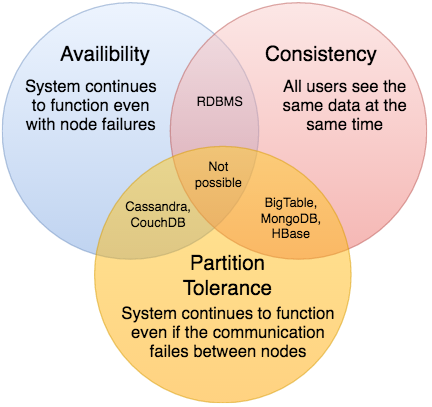 Availibility
System continues
to function even
with node failures
Consistency
All users see the
same data at the
same time
RDBMS
Not
possible
Cassandra,
CouchDB
BigTable,
MongoDB,
HBase
Partition
Tolerance
System continues to function
even if the communication
failes between nodes